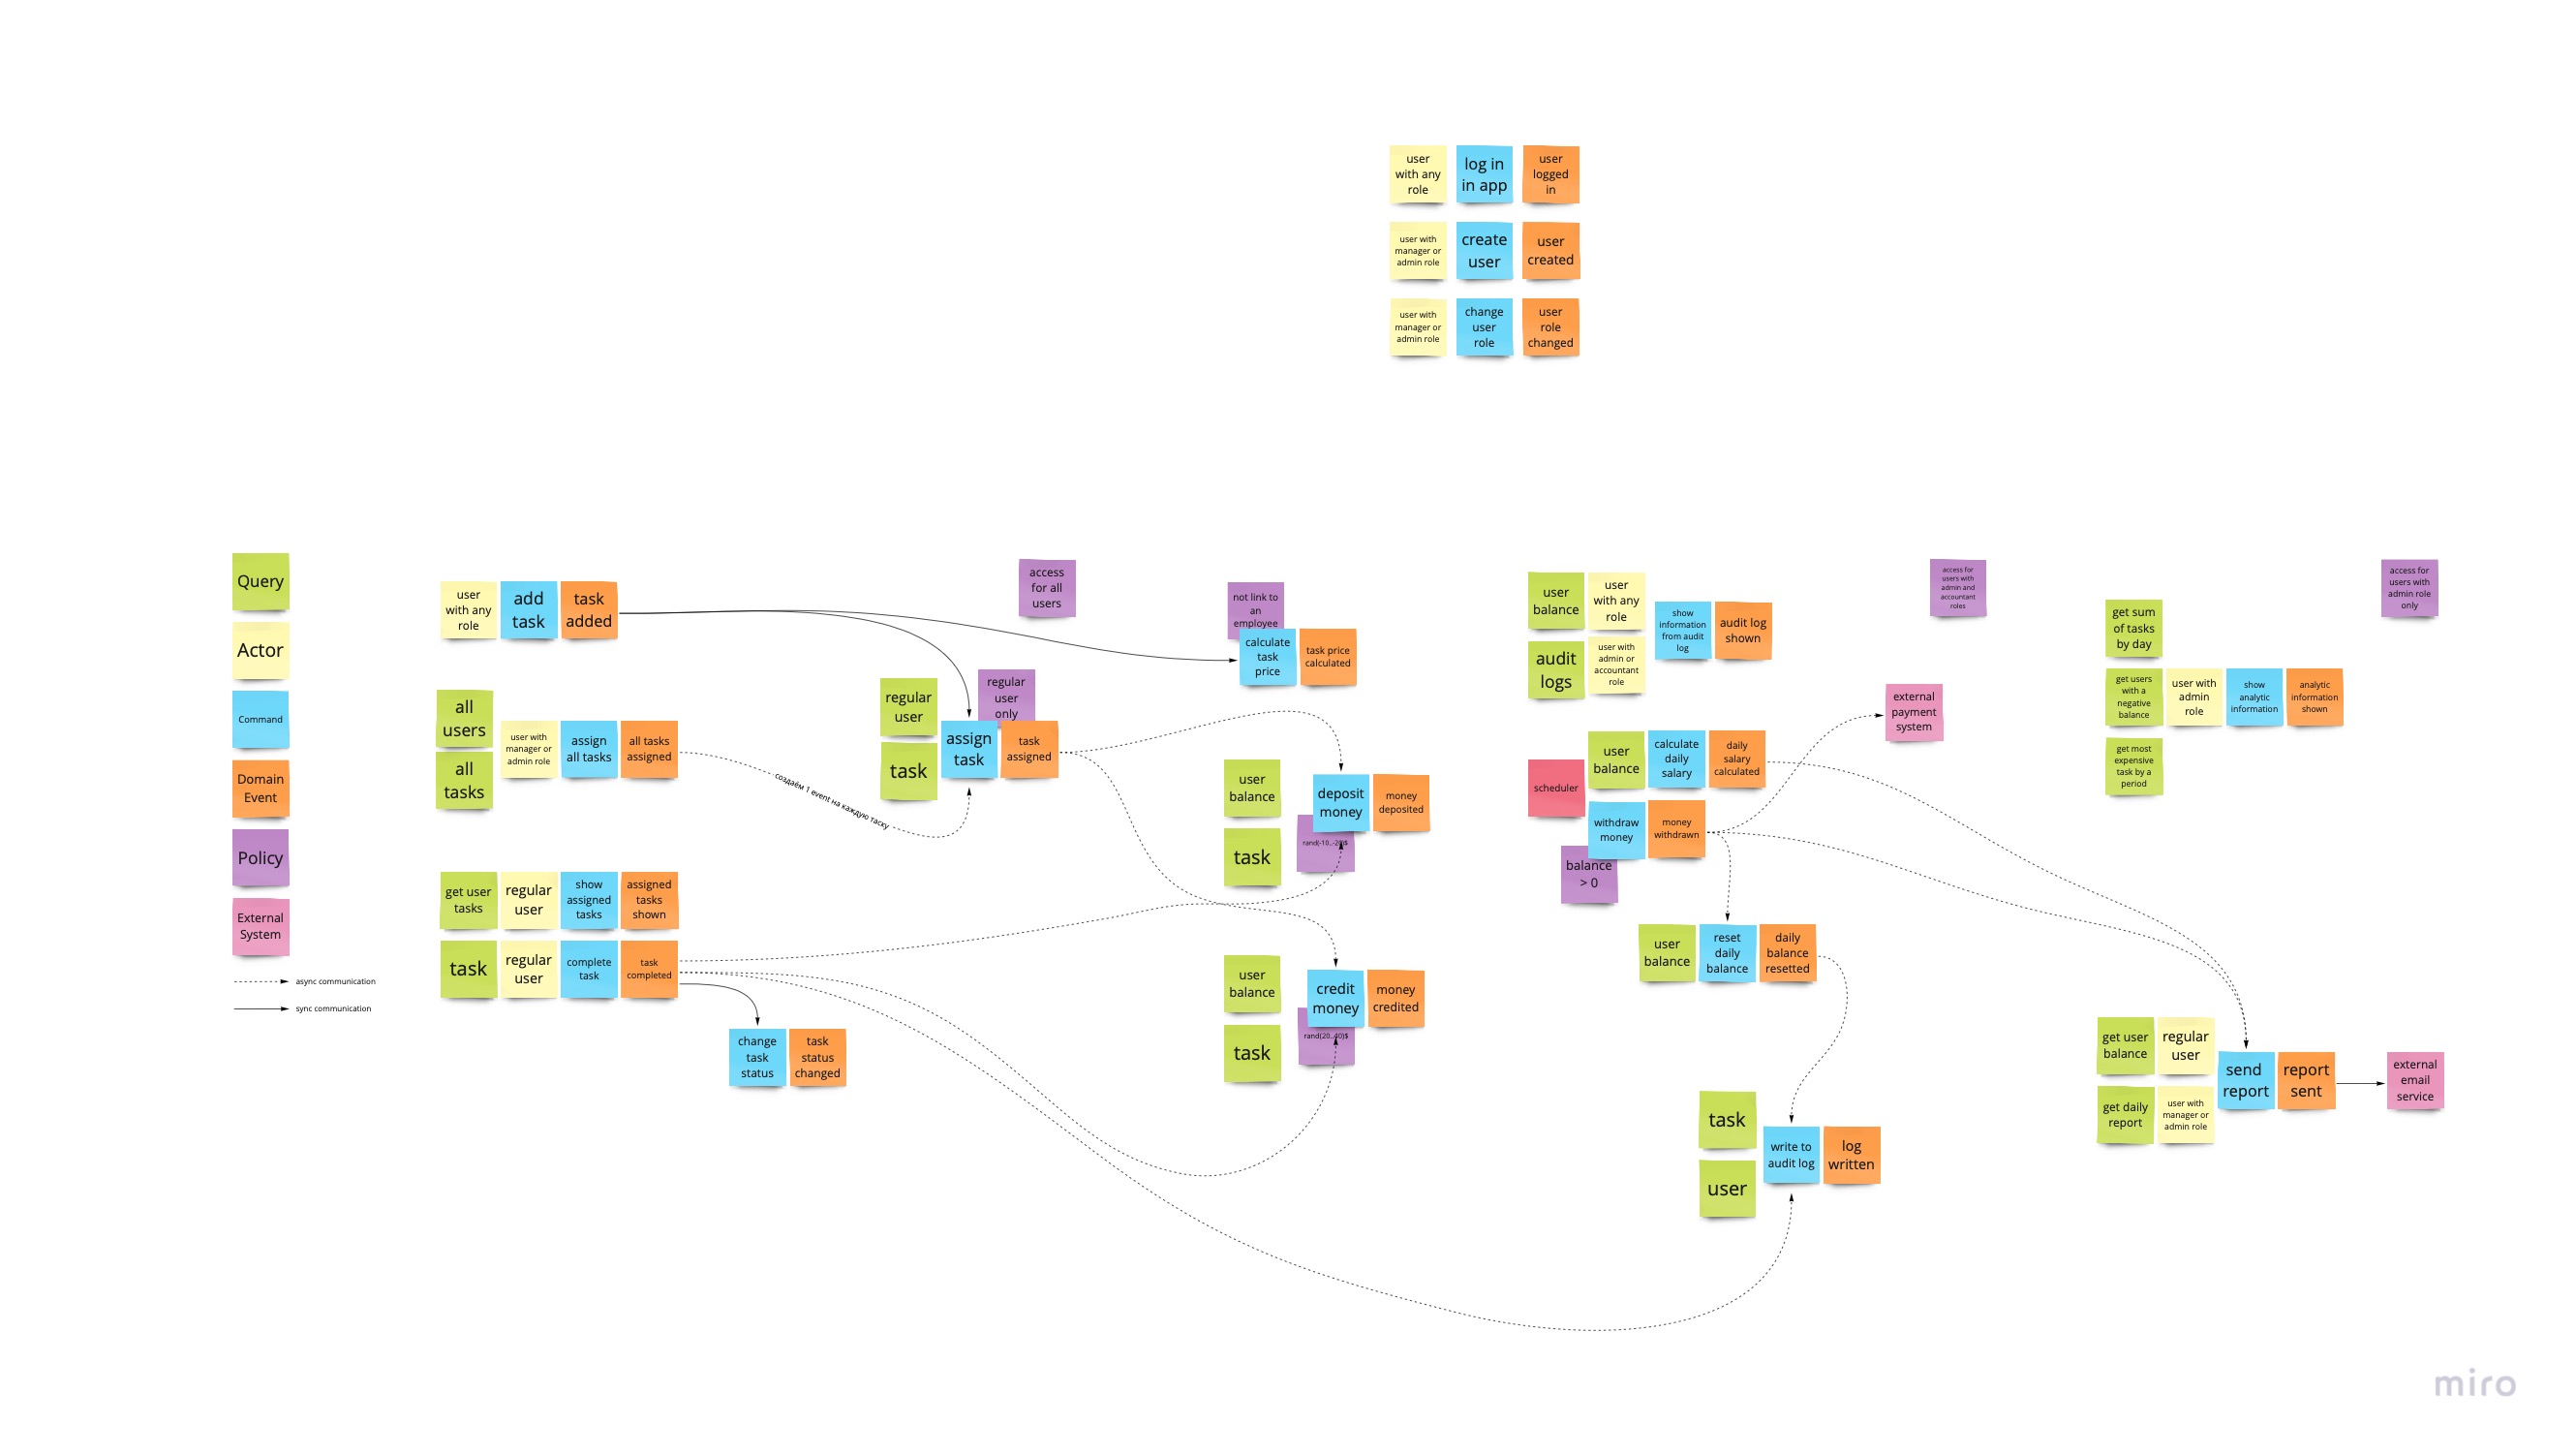 user
with any
role
log in
in app
user
logged
in
user with
manager or
admin role
create
user
user
created
user with
manager or
admin role
change
user
role
user
role
changed
Query
Actor
Command
Domain
Event
Policy
External
System
async communication
sync communication
user
with any
role
add
task
task
added
all
users
all
tasks
user with
manager or
admin role
assign
all tasks
all tasks
assigned
создаём 1 event на каждую таску
get user
tasks
regular
user
show
assigned
tasks
assigned
tasks
shown
task
regular
user
complete
task
task
completed
change
task
status
task
status
changed
access
for all
users
regular
user
task
regular
user
only
assign
task
task
assigned
not link to
an
employee
calculate
task
price
task price
calculated
user
balance
task
deposit
money
money
deposited
user
balance
task
credit
money
money
credited
rand(20..40)$
user
balance
audit
logs
user
with any
role
user with
admin or
accountant
role
show
information
from audit
log
audit log
shown
access for
users with
admin and
accountant
roles
external
payment
system
scheduler
user
balance
calculate
daily
salary
daily
salary
calculated
withdraw
money
money
withdrawn
balance
> 0
user
balance
reset
daily
balance
daily
balance
resetted
task
user
write to
audit log
log
written
access for
users with
admin role
only
get sum
of tasks
by day
get users
with a
negative
balance
user with
admin
role
show
analytic
information
analytic
information
shown
get most
expensive
task by a
period
get user
balance
regular
user
get daily
report
user with
manager or
admin role
send
report
report
sent
external
email
service
miro